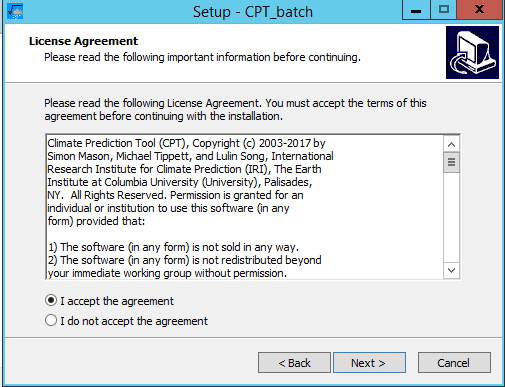 Setup - CPT_batch
License Agreement
Please read the following important information before continuing.
Please read the following License Agreement. You must accept the terms of this
agreement before continuing with the installation.
Climate Prediction Tool (CPT), Copyright (c) 2003-2017 by
Simon Mason, Michael Tippett, and Lulin Song, International
Research Institute for Climate Prediction (IRI), The Earth
Institute at Columbia University (University), Palisades,
NY.  All Rights Reserved. Permission is granted for an
individual or institution to use this software (in any
form) provided that:
1) The software (in any form) is not sold in any way.
2) The software (in any form) is not redistributed beyond
your immediate working group without permission.
I accept the agreement
I do not accept the agreement
< Back
Next >
Cancel